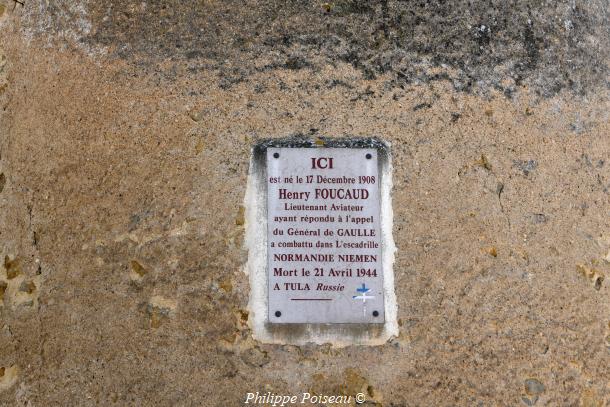 ICI
est né le 17 Décembre 1908
Henry FOUCAUD
Lieutenant Aviateur
ayant répondu à l'appel
du Général de GAULLE
a combattu dans L'escadrille
NORMANDIE NIEMEN
Mort le 21 Avril 1944
A TULA Russie
Philippe Poiseau ©